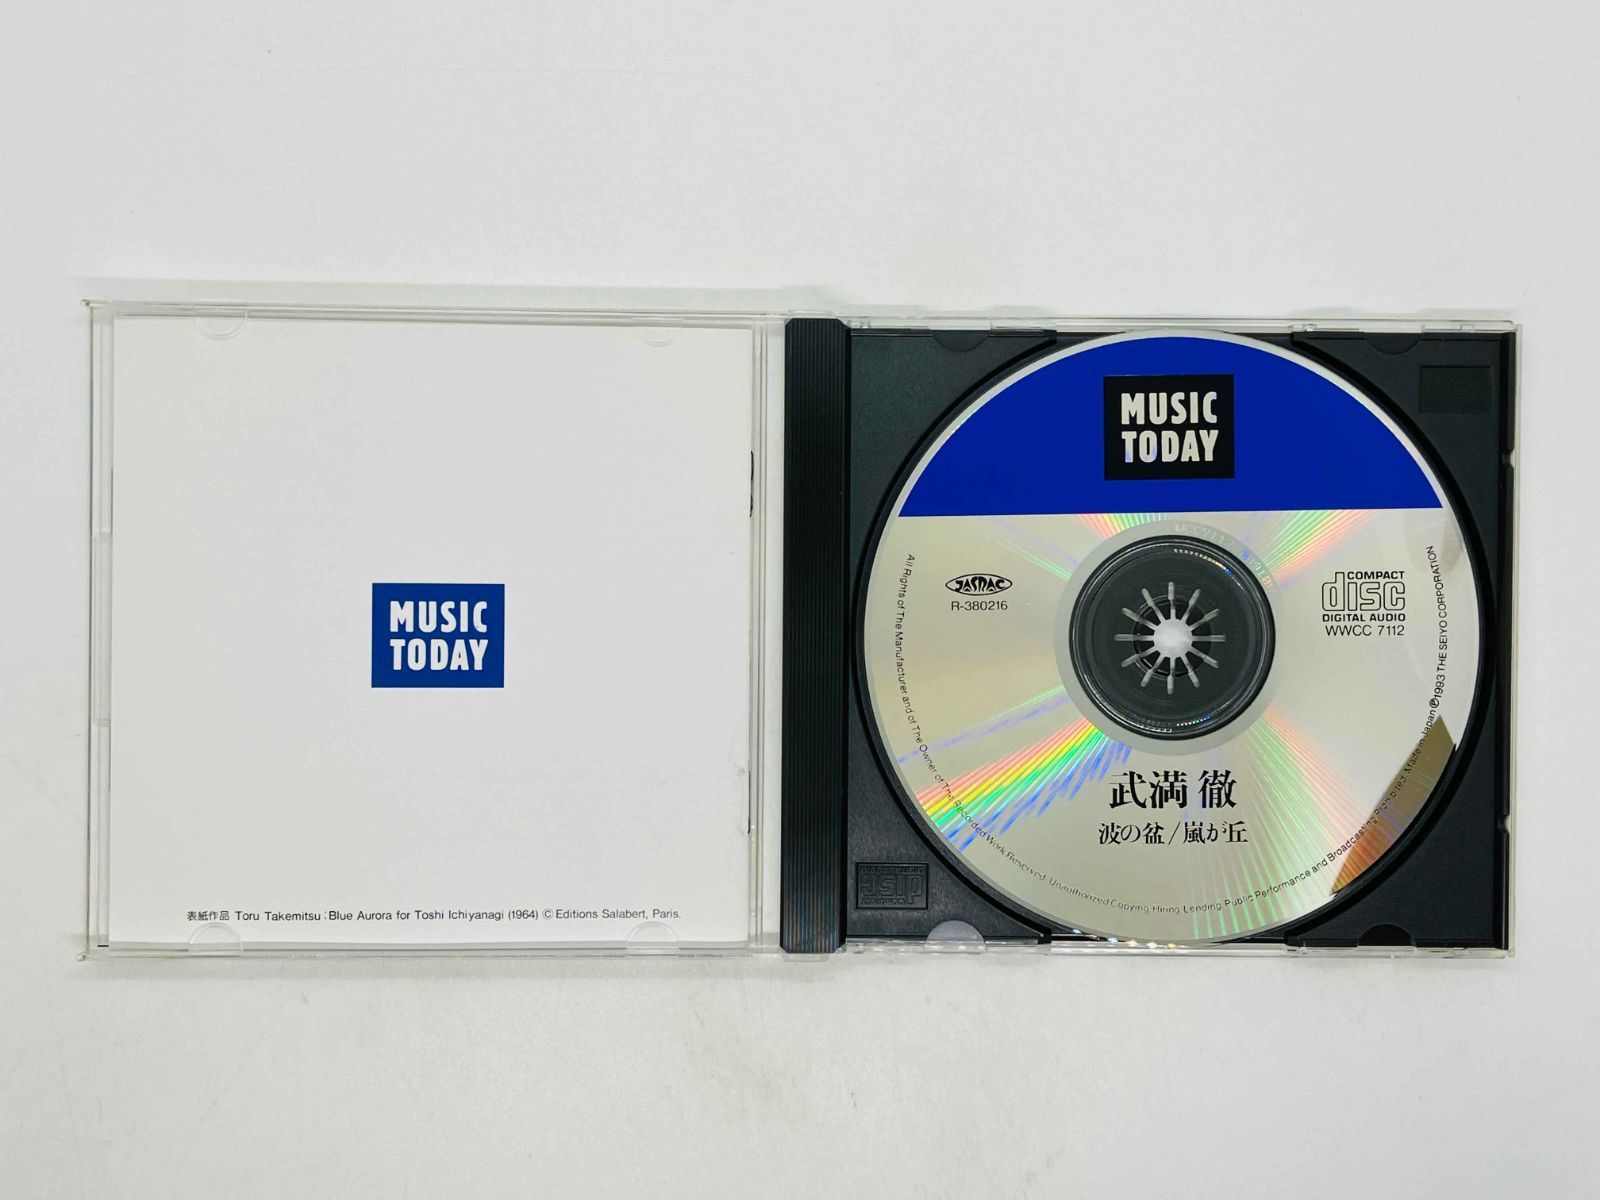 MUSIC
TODAY
表紙作品 Toru Takemitsu:Blue Aurora for Toshi Ichiyanagi (1964) © Editions Salabert, Paris.
MUSIC
TODAY
JASRAC
R-380216
COMPACT
disc
DIGITAL AUDIO
WWCC 7112
武満 徹
波の盆/嵐が丘
All Rights of The Manufacturer and of The Owner of The Recorded Work Reserved. Unauthorized Copying Hiring Lending Public Performance and Broadcasting Prohibited. Made in Japan ℗1993 THE SEIYO CORPORATION